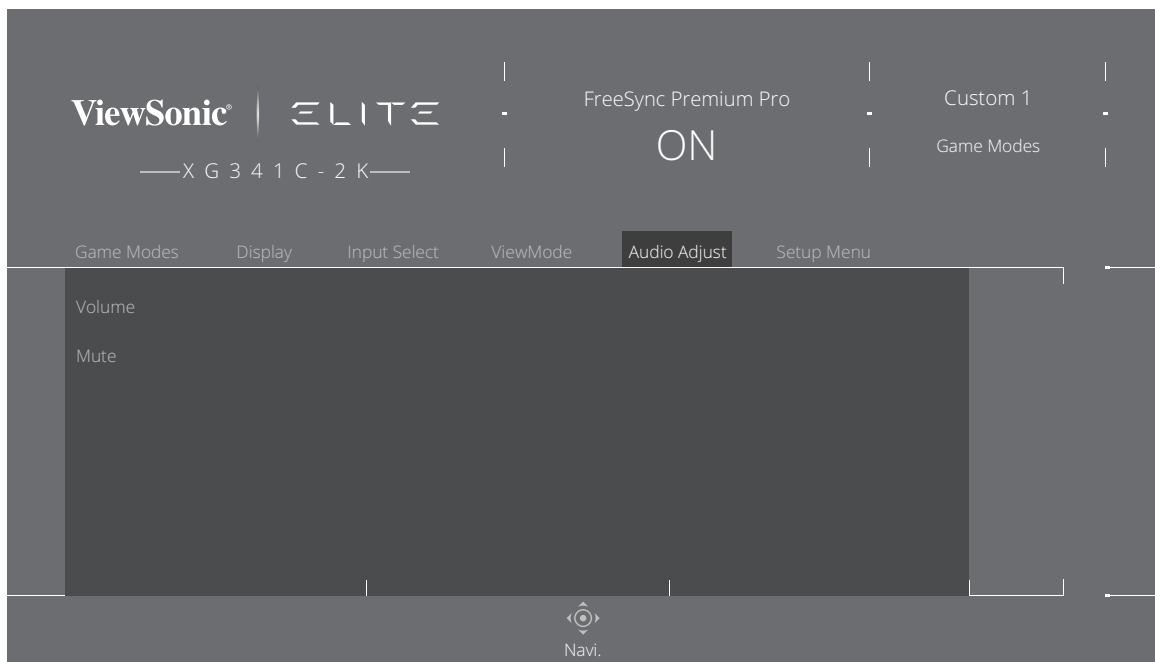 ViewSonic® ELITE
XG341C-2K
FreeSync Premium Pro
ON
Custom 1
Game Modes
Game Modes Display Input Select ViewMode Audio Adjust Setup Menu
Volume
Mute
Navi.